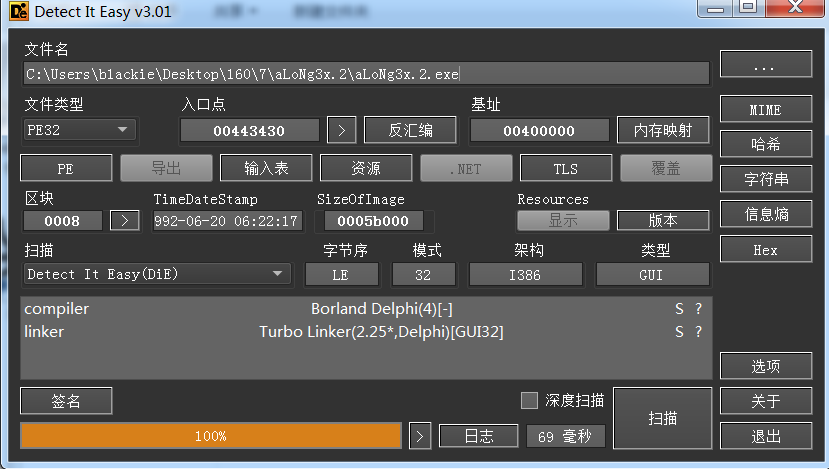 Detect It Easy v3.01
文件名
C:\Users\b1ackie\Desktop\160\7\aLoNg3x.2\aLoNg3x.2.exe
...
文件类型 入口点 基址
PE32 00443430 > 反汇编 00400000 内存映射 MIME
PE 导出 输入表 资源 .NET TLS 覆盖 哈希
区块 TimeDateStamp SizeOfImage Resources 字符串
0008 > 992-06-20 06:22:17 0005b000 显示 版本 信息熵
扫描 字节序 模式 架构 类型 Hex
Detect It Easy(DiE) LE 32 I386 GUI
compiler Borland Delphi(4)[-] S ?
linker Turbo Linker(2.25*,Delphi)[GUI32] S ?
选项
签名 深度扫描 扫描 关于
100% > 日志 69 毫秒 退出